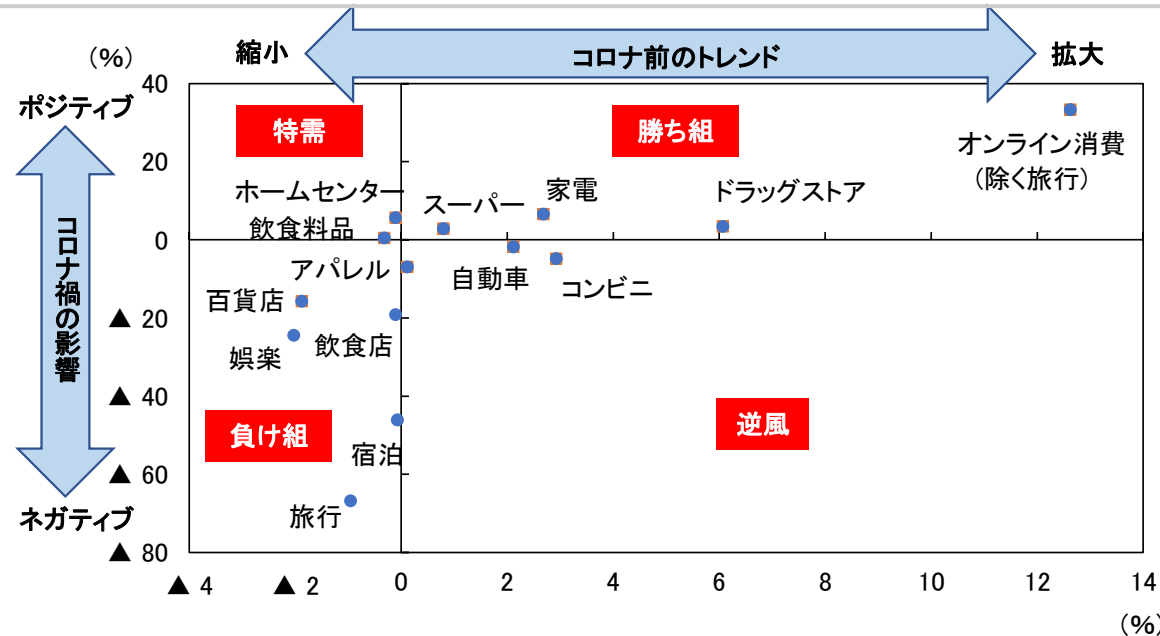 縮小
コロナ前のトレンド
拡大
(%)
ポジティブ
コロナ禍の影響
ネガティブ
40
20
0
▲ 20
▲ 40
▲ 60
▲ 80
特需
勝ち組
オンライン消費
(除く旅行)
ホームセンター
スーパー
家電
ドラッグストア
飲食料品
アパレル
自動車
コンビニ
百貨店
娯楽
飲食店
負け組
逆風
宿泊
旅行
▲ 4
▲ 2
0
2
4
6
8
10
12
14
(%)